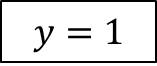 y = 1